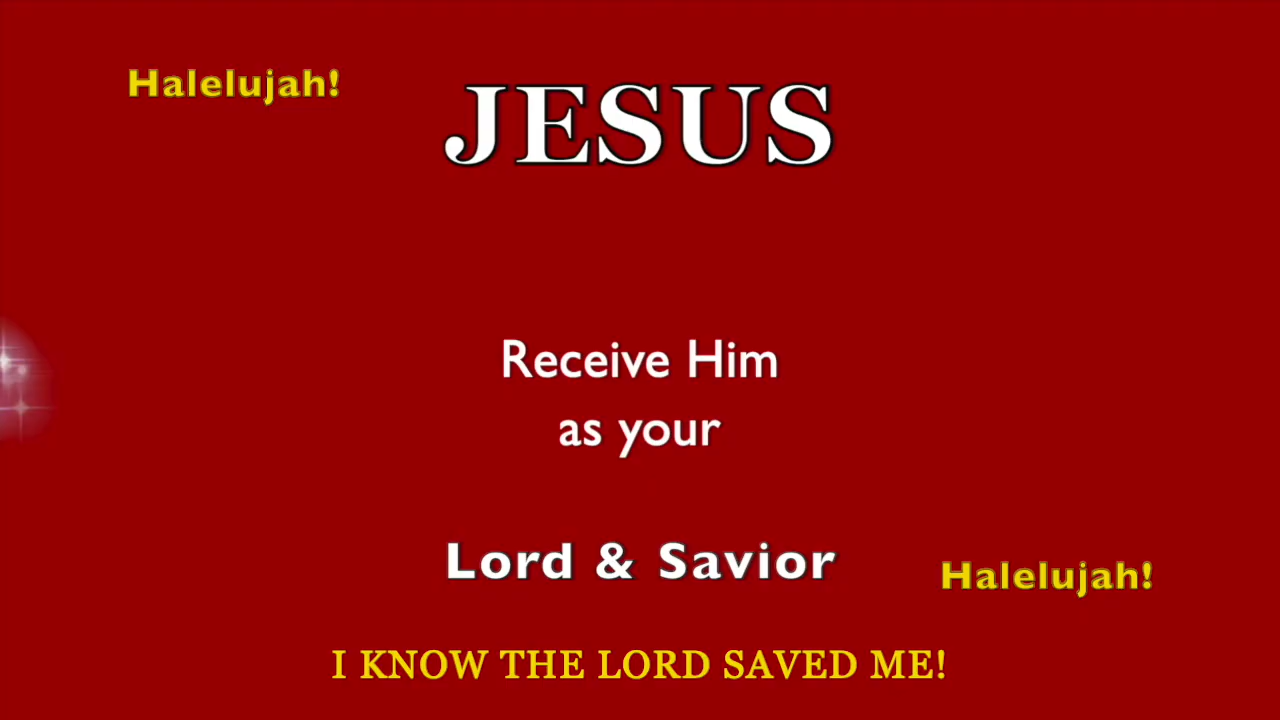 Halelujah!
JESUS
Receive Him
as your
Lord & Savior
Halelujah!
I KNOW THE LORD SAVED ME!